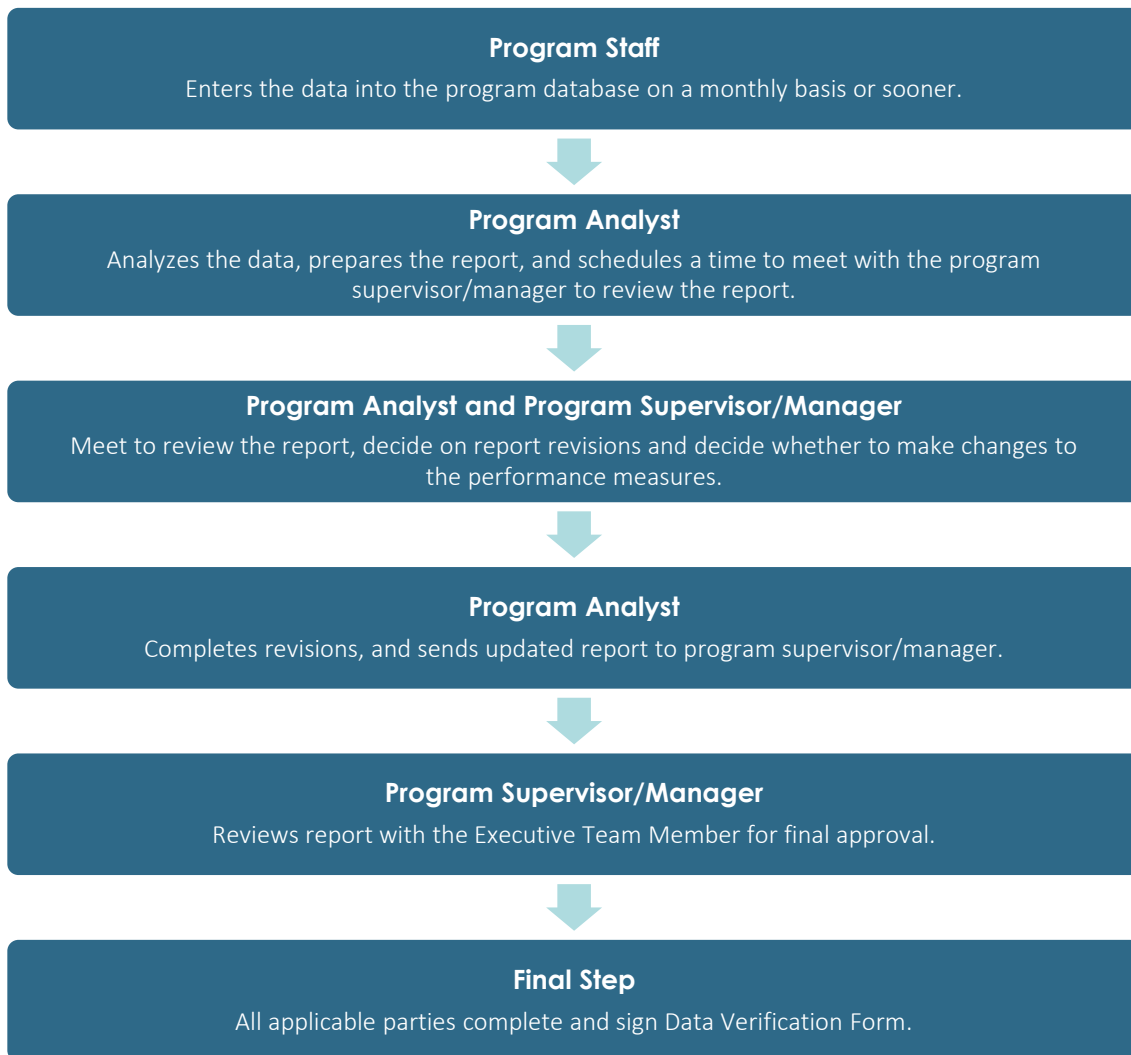 Program Staff
Enters the data into the program database on a monthly basis or sooner.
Program Analyst
Analyzes the data, prepares the report, and schedules a time to meet with the program
supervisor/manager to review the report.
Program Analyst and Program Supervisor/Manager
Meet to review the report, decide on report revisions and decide whether to make changes to
the performance measures.
Program Analyst
Completes revisions, and sends updated report to program supervisor/manager.
Program Supervisor/Manager
Reviews report with the Executive Team Member for final approval.
Final Step
All applicable parties complete and sign Data Verification Form.